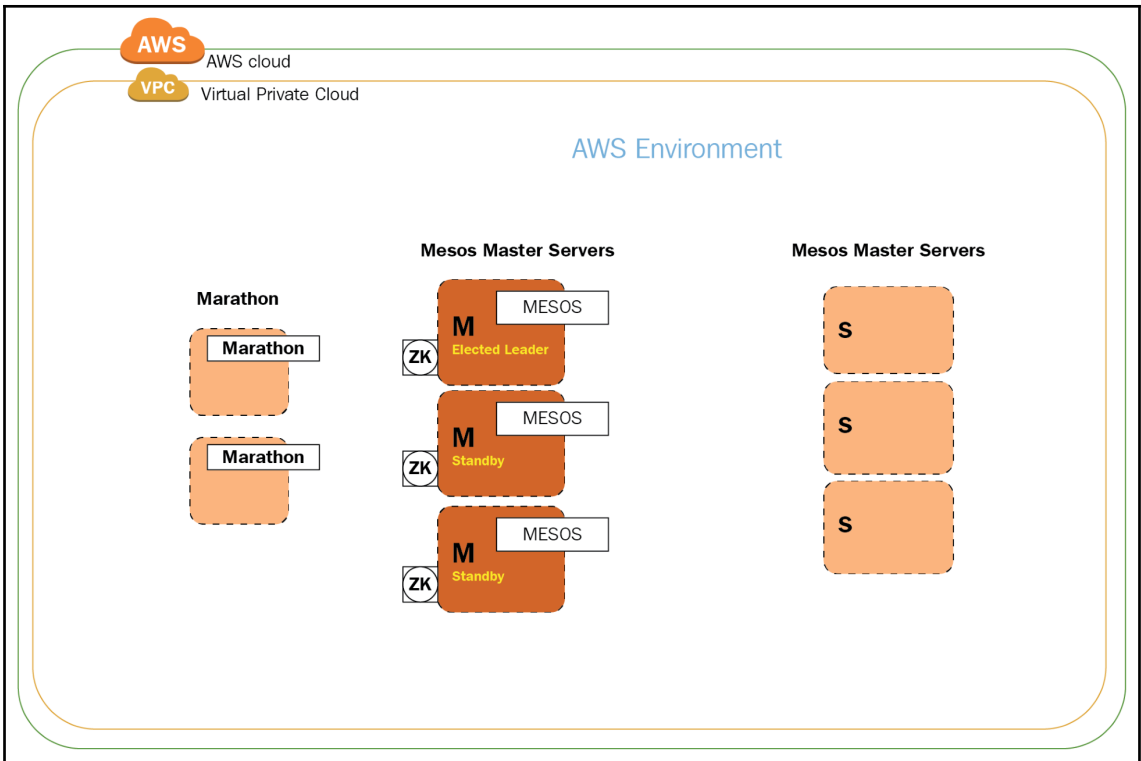 AWS
AWS cloud
VPC
Virtual Private Cloud
AWS Environment
Marathon
Marathon
Marathon
Mesos Master Servers
MESOS
M
Elected Leader
ZK
MESOS
M
Standby
ZK
MESOS
M
Standby
ZK
Mesos Master Servers
S
S
S